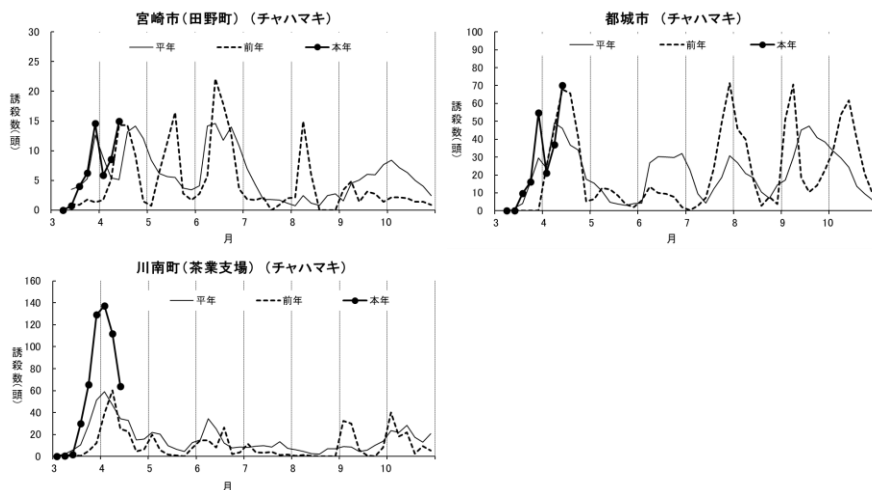 宮崎市(田野町)(チャハマキ)
平年 前年 本年
30
25
20
15
10
5
0
誘殺数(頭)
3 4 5 6 7 8 9 10
月
都城市 (チャハマキ)
平年 前年 本年
100
90
80
70
60
50
40
30
20
10
0
誘殺数(頭)
3 4 5 6 7 8 9 10
月
川南町(茶業支場) (チャハマキ)
平年 前年 本年
160
140
120
100
80
60
40
20
0
誘殺数(頭)
3 4 5 6 7 8 9 10
月